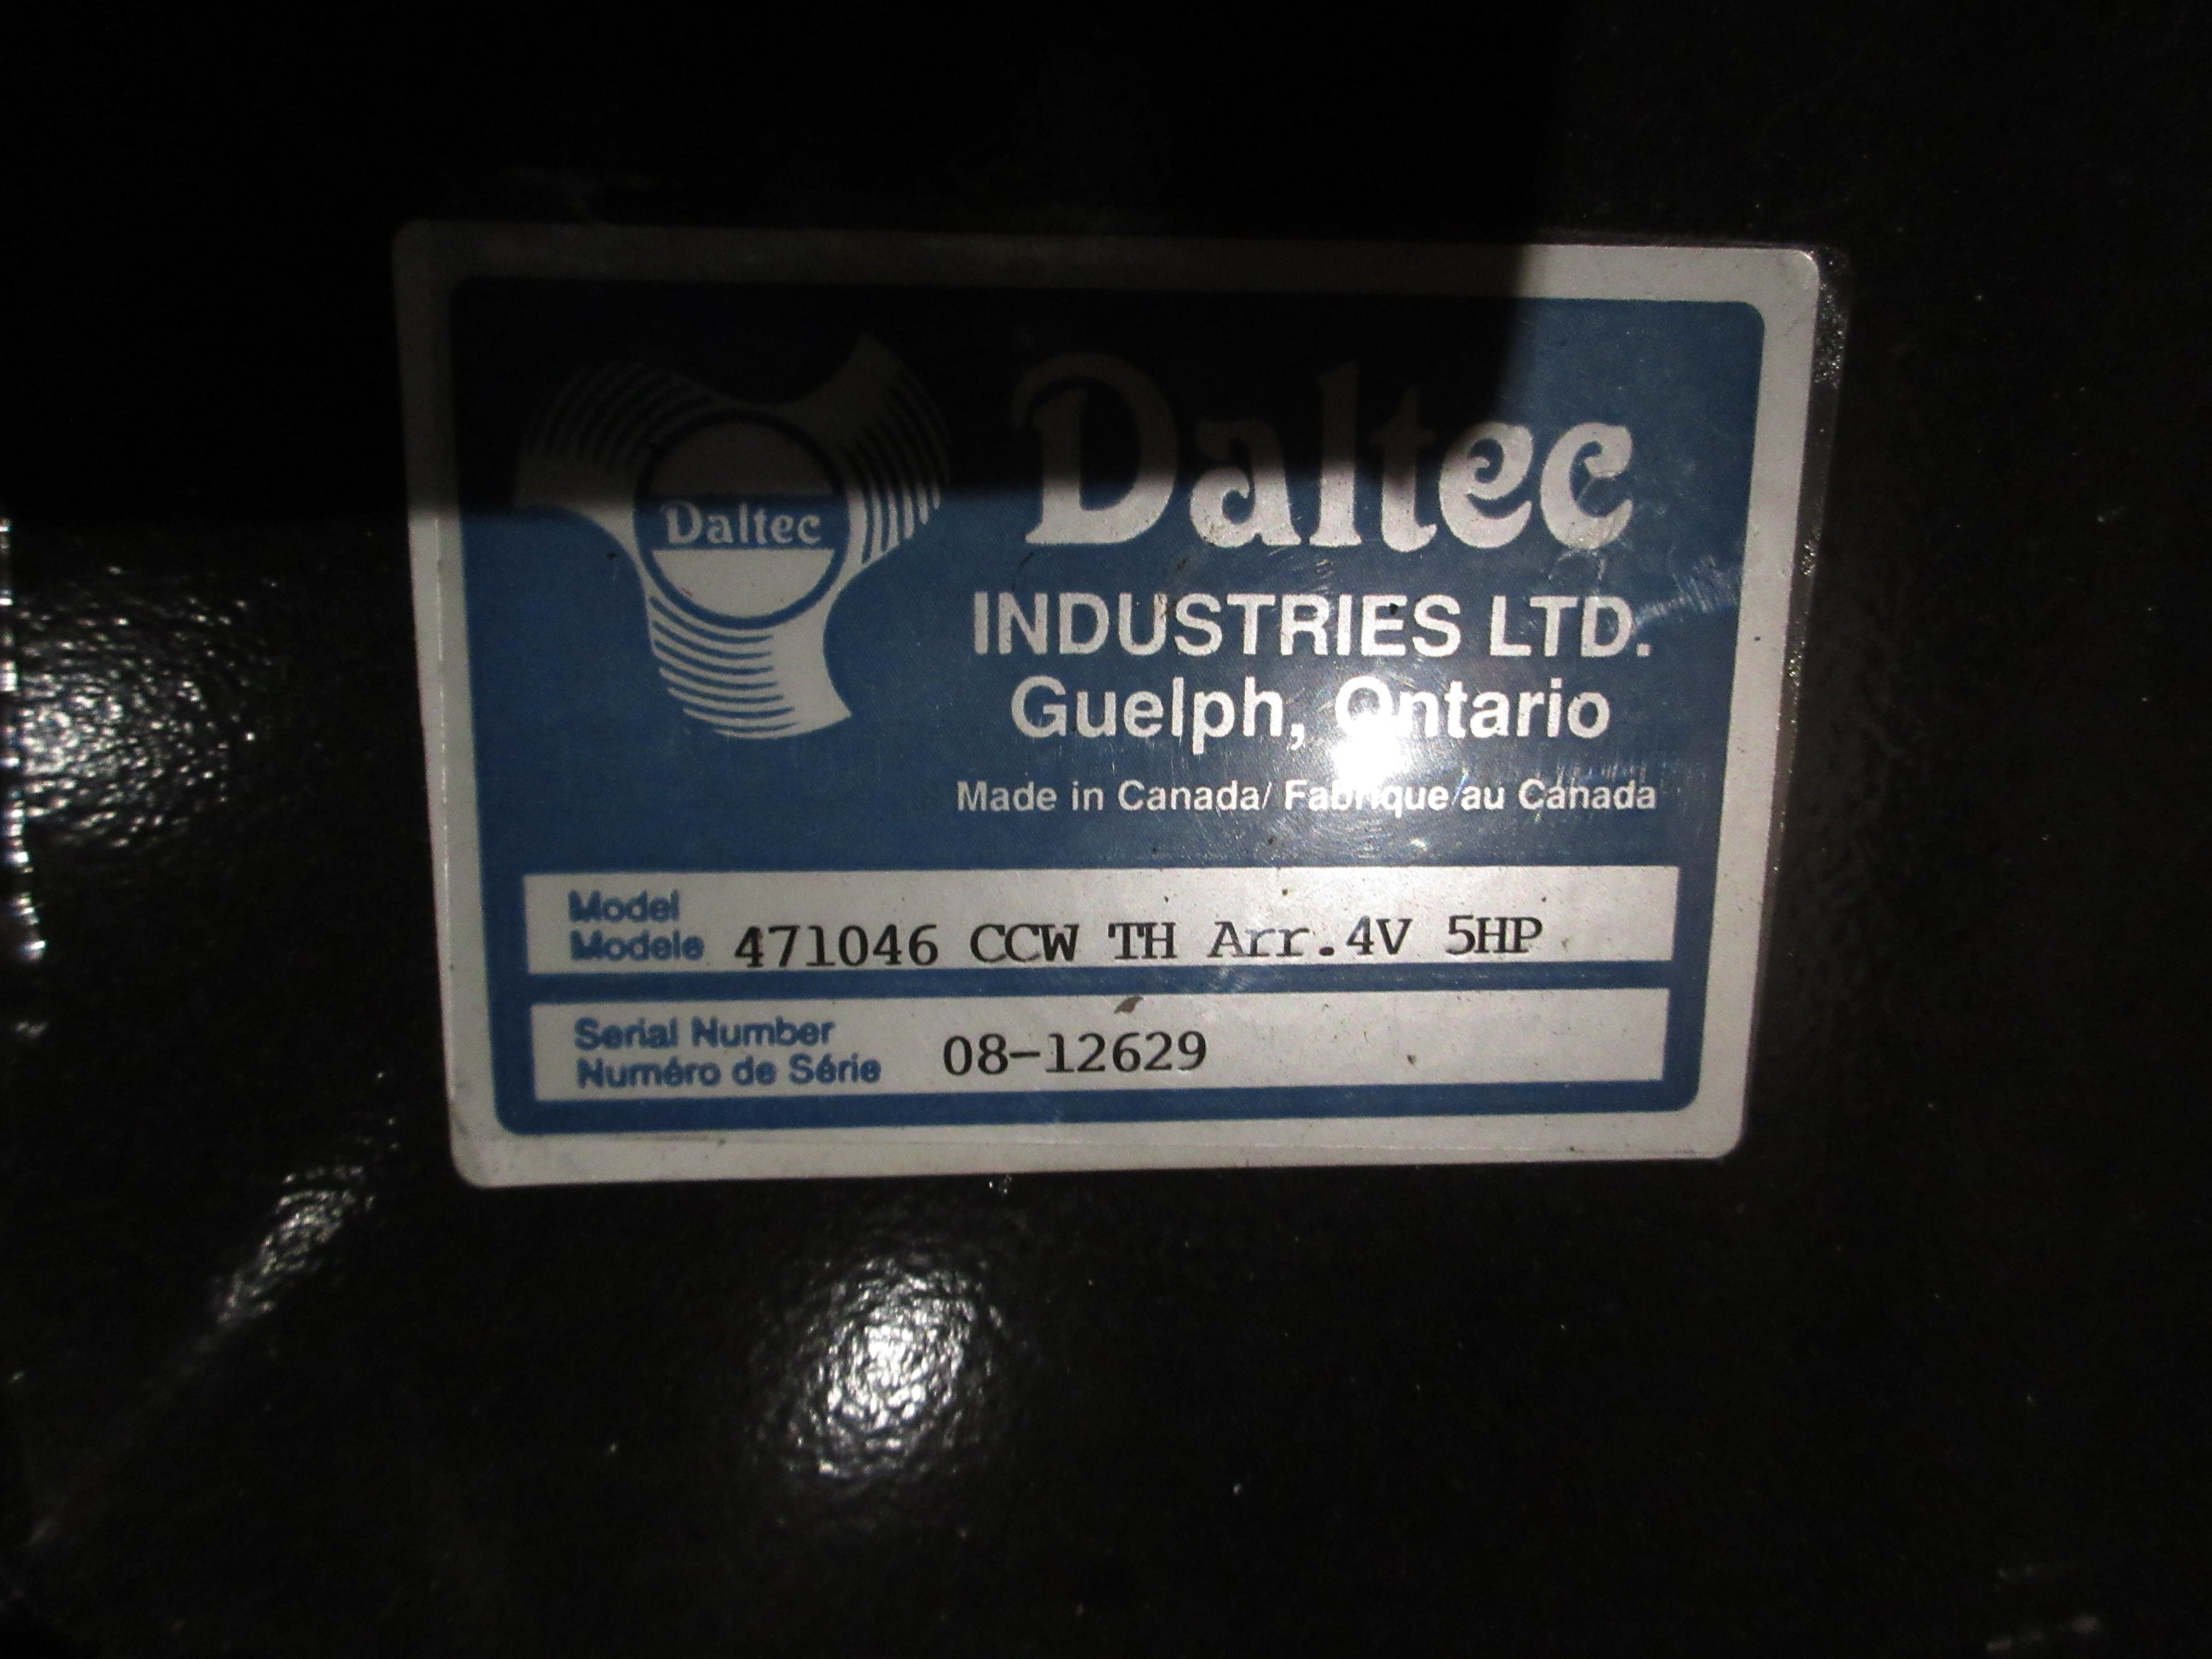 Daltec
Daltec
INDUSTRIES LTD.
Guelph, Ontario
Made in Canada/ Fabrique au Canada
Model
Modele 471046 CCW TH Arr.4V 5HP
Serial Number
Numéro de Série 08-12629